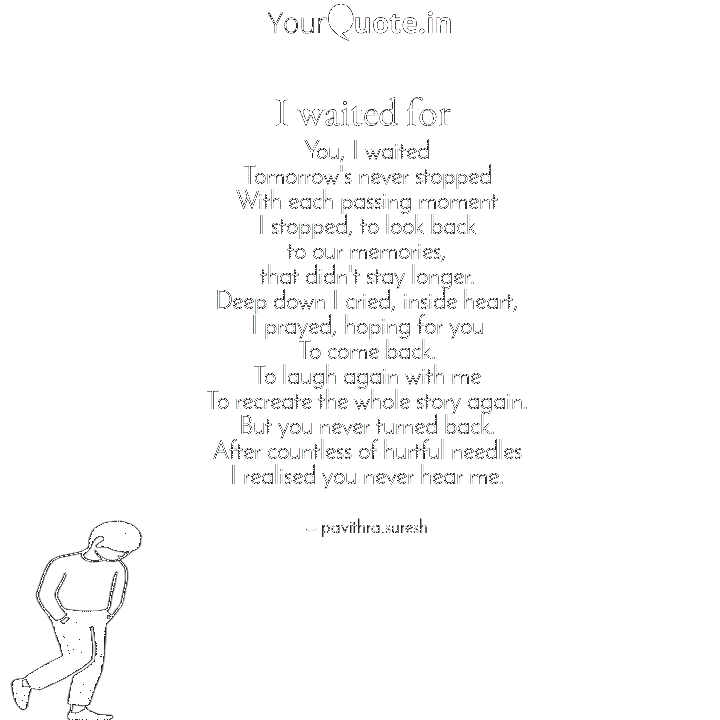 YourQuote.in
I waited for
You, I waited
Tomorrow's never stopped
With each passing moment
I stopped, to look back
to our memories,
that didn't stay longer.
Deep down I cried, inside heart,
I prayed, hoping for you
To come back.
To laugh again with me
To recreate the whole story again.
But you never turned back.
After countless of hurtful needles
I realised you never hear me.
— pavithra.suresh